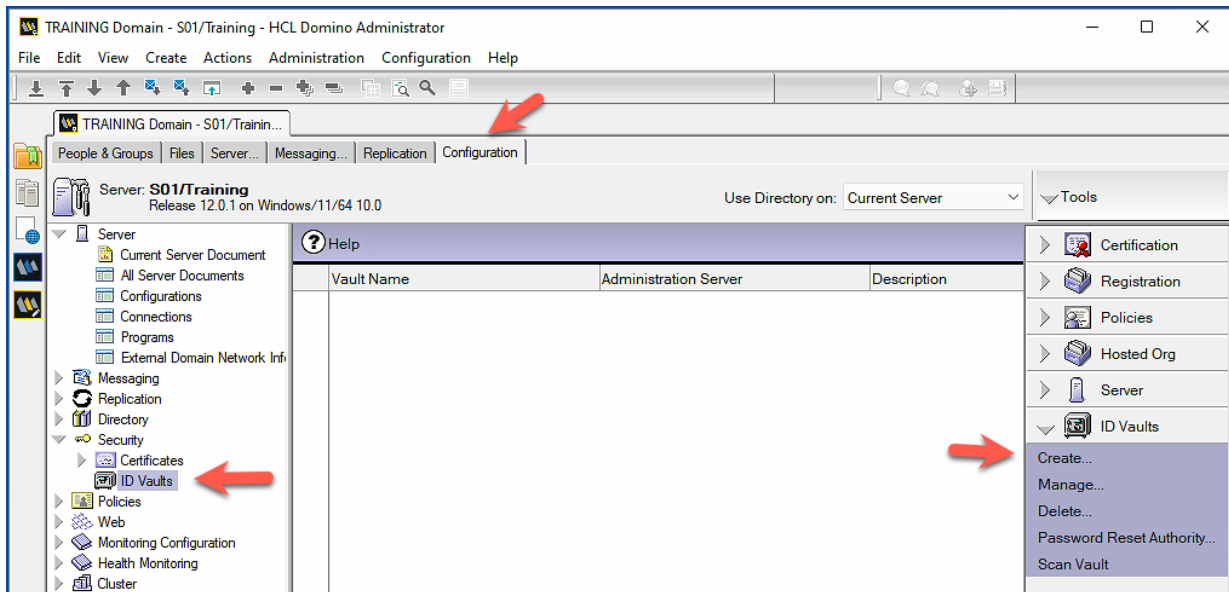 TRAINING Domain - S01/Training - HCL Domino Administrator
File Edit View Create Actions Administration Configuration Help
TRAINING Domain - S01/Trainin...
People & Groups Files Server... Messaging... Replication Configuration
Server: S01/Training
Release 12.0.1 on Windows/11/64 10.0
Use Directory on: Current Server
Tools
Server
Current Server Document
All Server Documents
Configurations
Connections
Programs
External Domain Network Inf
Messaging
Replication
Directory
Security
Certificates
ID Vaults
Policies
Web
Monitoring Configuration
Health Monitoring
Cluster
? Help
Vault Name Administration Server Description
Certification
Registration
Policies
Hosted Org
Server
ID Vaults
Create...
Manage...
Delete...
Password Reset Authority...
Scan Vault